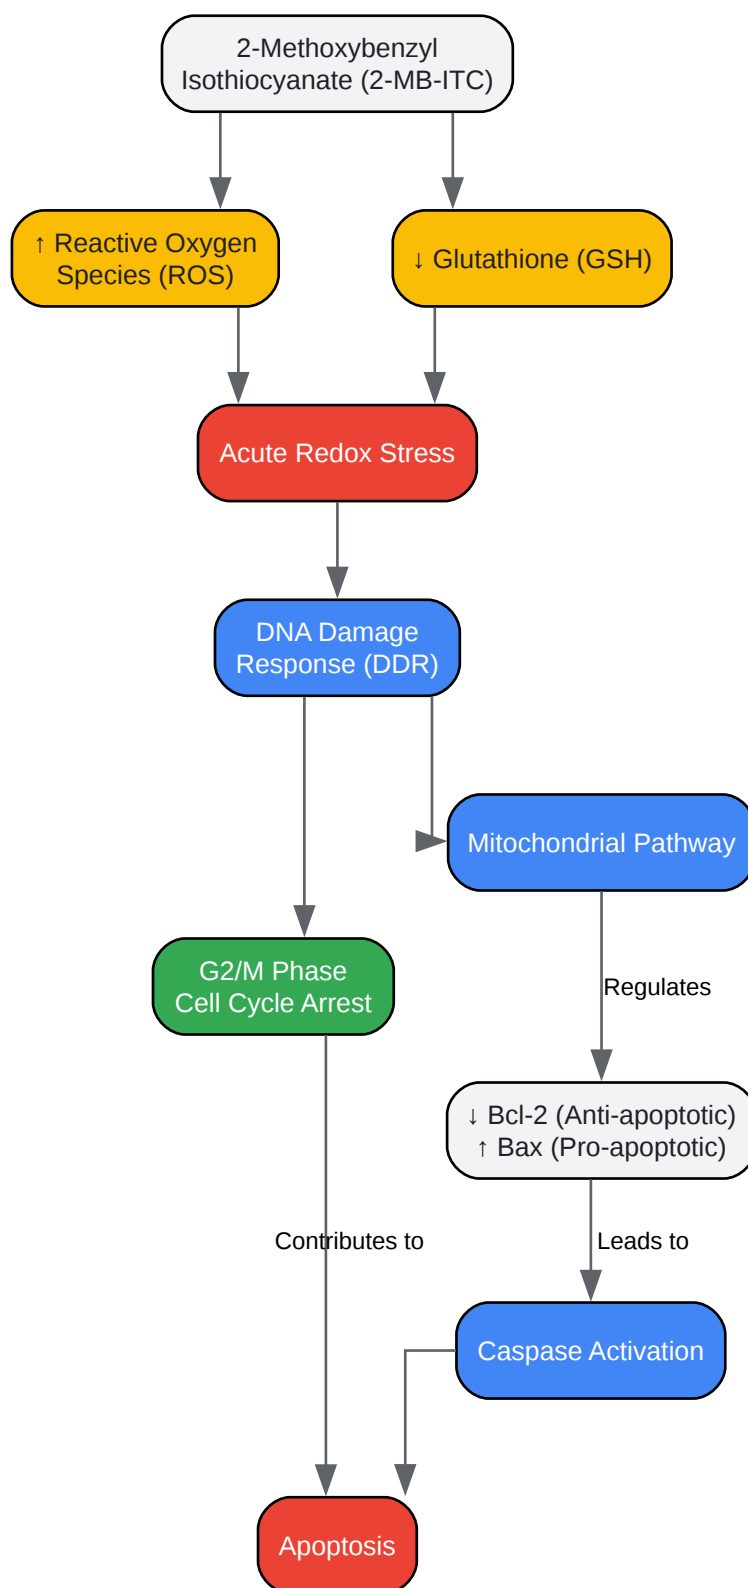 2-Methoxybenzyl
Isothiocyanate (2-MB-ITC)
↑ Reactive Oxygen
Species (ROS)
↓ Glutathione (GSH)
Acute Redox Stress
DNA Damage
Response (DDR)
Mitochondrial Pathway
G2/M Phase
Cell Cycle Arrest
Regulates
↓ Bcl-2 (Anti-apoptotic)
↑ Bax (Pro-apoptotic)
Contributes to
Leads to
Caspase Activation
Apoptosis